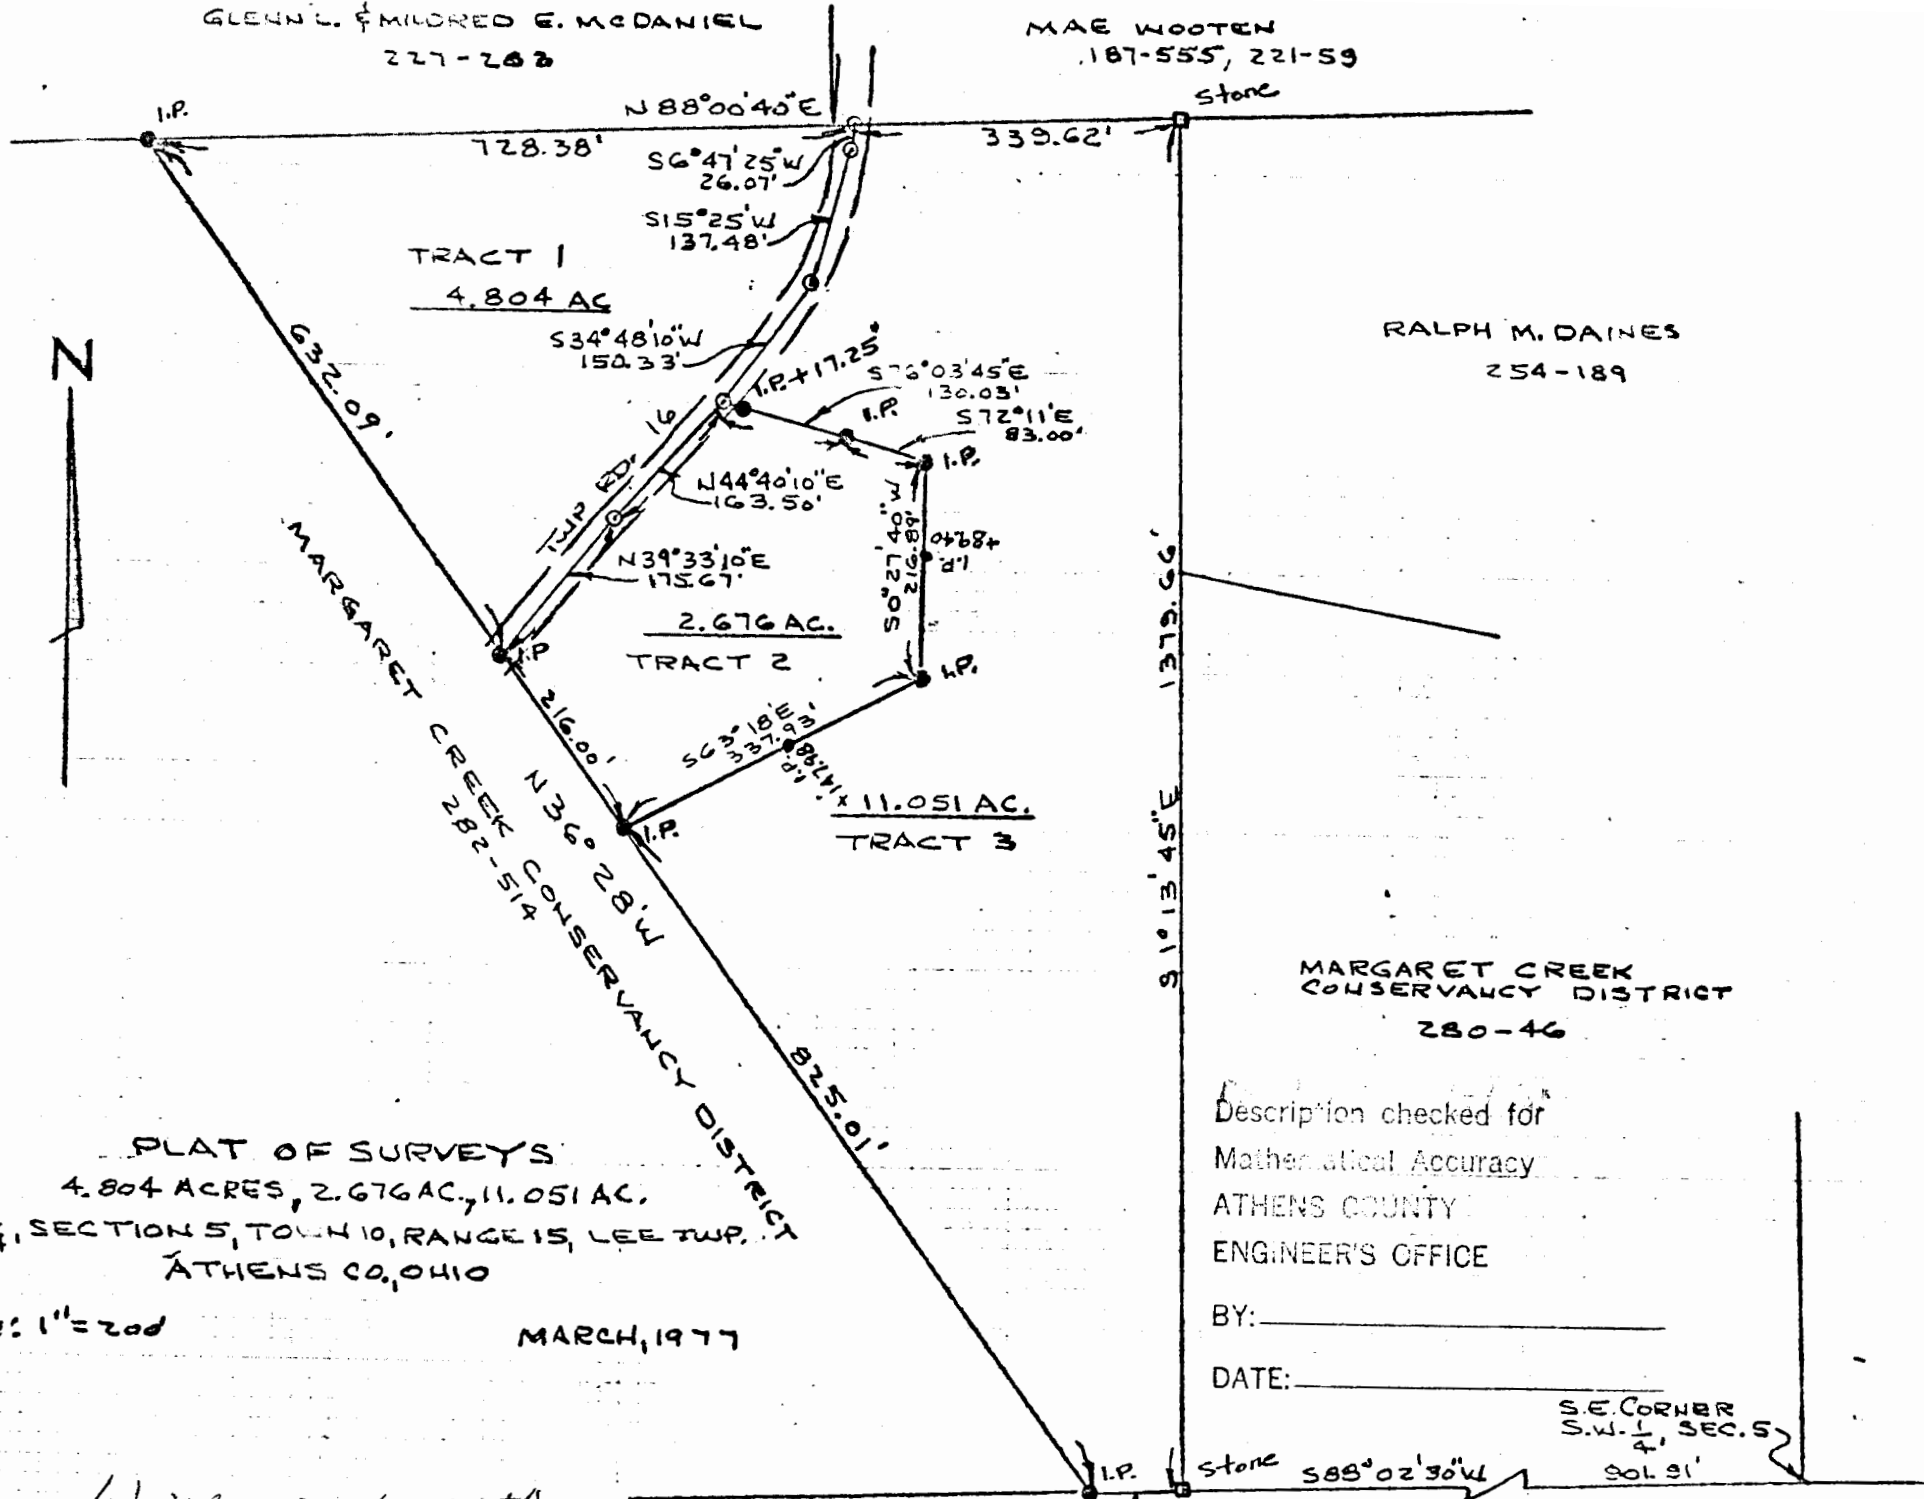 GLENN L. & MILDRED E. McDANIEL
227-282
MAE WOOTEN
187-555, 221-59
Stone
I.P.
N 88°00'40"E
728.38'
339.62'
S6°47'25"W
26.07'
S15°25'W
137.48'
TRACT 1
4.804 AC
S34°48'10"W
150.33'
I.P.+17.25'
S76°03'45"E
130.03'
I.P.
S72°11'E
83.00'
I.P.
RALPH M. DAINES
254-189
N
632.09'
TWP RD. 16
N44°40'10"E
163.50'
N39°33'10"E
175.67'
S0°27'40"W
216.89'
I.P.
+8940
2.676 AC.
TRACT 2
I.P.
I.P.
216.00'
S63°18'E
337.93'
I.P.
147.98'
I.P.
x 11.051 AC.
TRACT 3
1379.66'
S1°13'45"E
MARGARET CREEK CONSERVANCY DISTRICT
282-514
N36°28'W
825.01'
MARGARET CREEK
CONSERVANCY DISTRICT
280-46
Description checked for
Mathematical Accuracy
ATHENS COUNTY
ENGINEER'S OFFICE
BY:
DATE:
PLAT OF SURVEYS
4.804 ACRES, 2.676 AC., 11.051 AC.
, SECTION 5, TOWN 10, RANGE 15, LEE TWP.
ATHENS CO., OHIO
: 1"=200'
MARCH, 1977
S.E. CORNER
S.W. 1/4, SEC. 5
I.P.
Stone
S88°02'30"W
901.91'